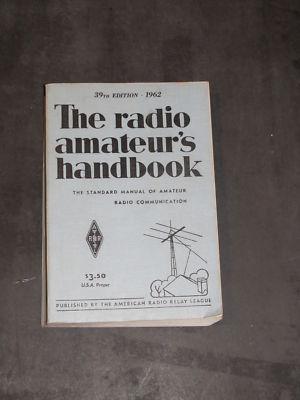 39TH EDITION · 1962
The radio
amateur's
handbook
THE STANDARD MANUAL OF AMATEUR
RADIO COMMUNICATION
$3.50
U.S.A. Proper
PUBLISHED BY THE AMERICAN RADIO RELAY LEAGUE